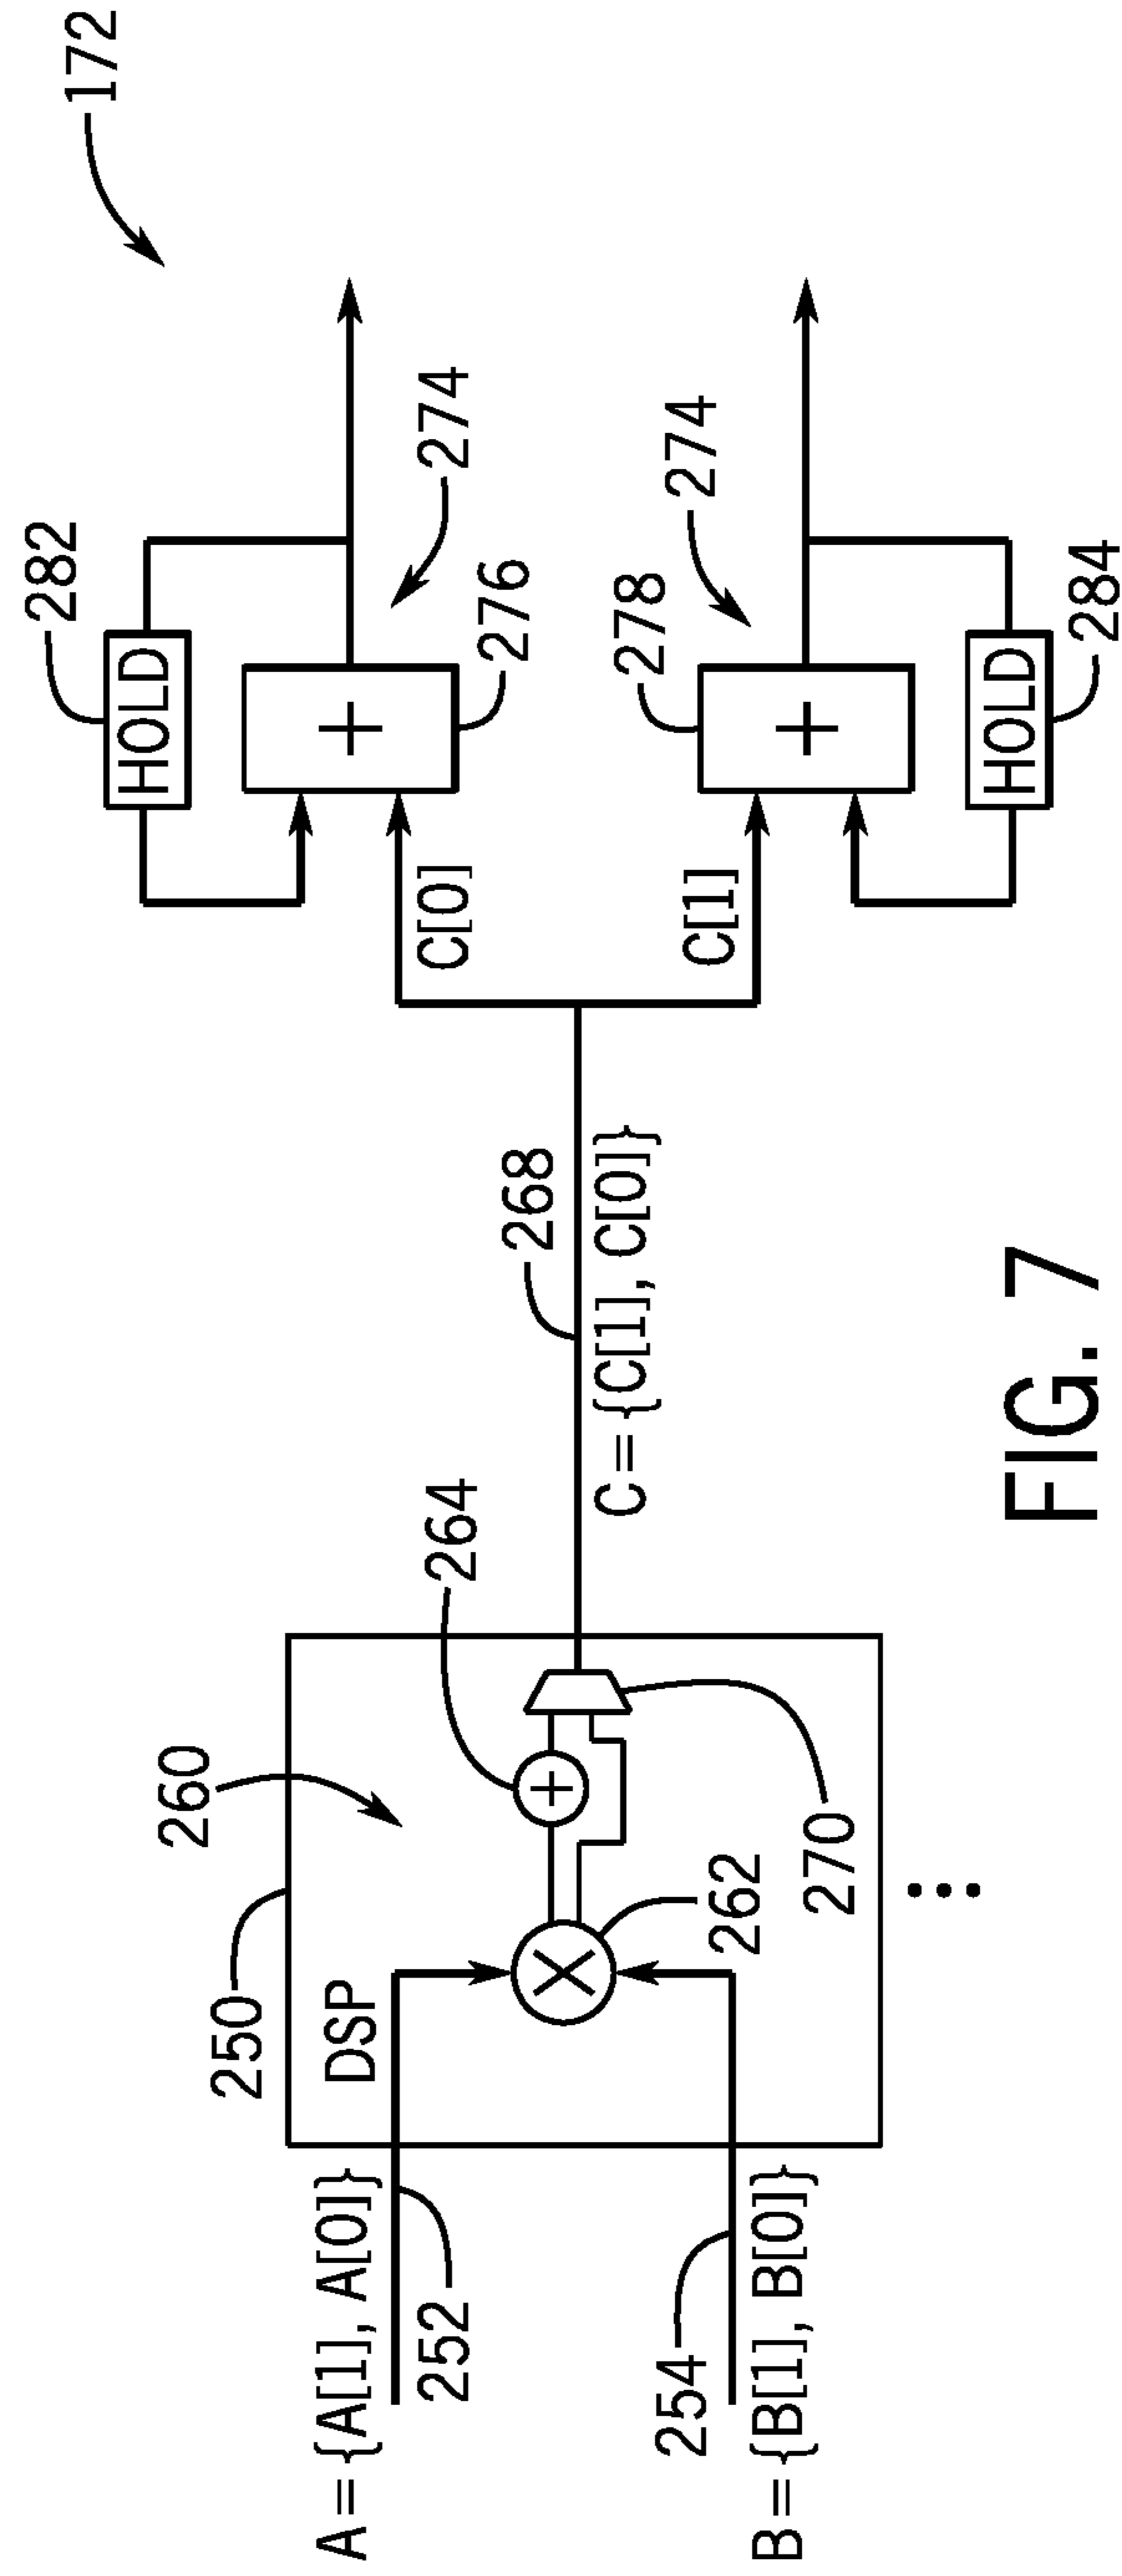 172
282
HOLD
274
276
C[0]
274
278
C[1]
HOLD
284
268
C = {C[1], C[0]}
264
260
250
DSP
262
270
A = {A[1], A[0]}
252
254
B = {B[1], B[0]}
FIG. 7